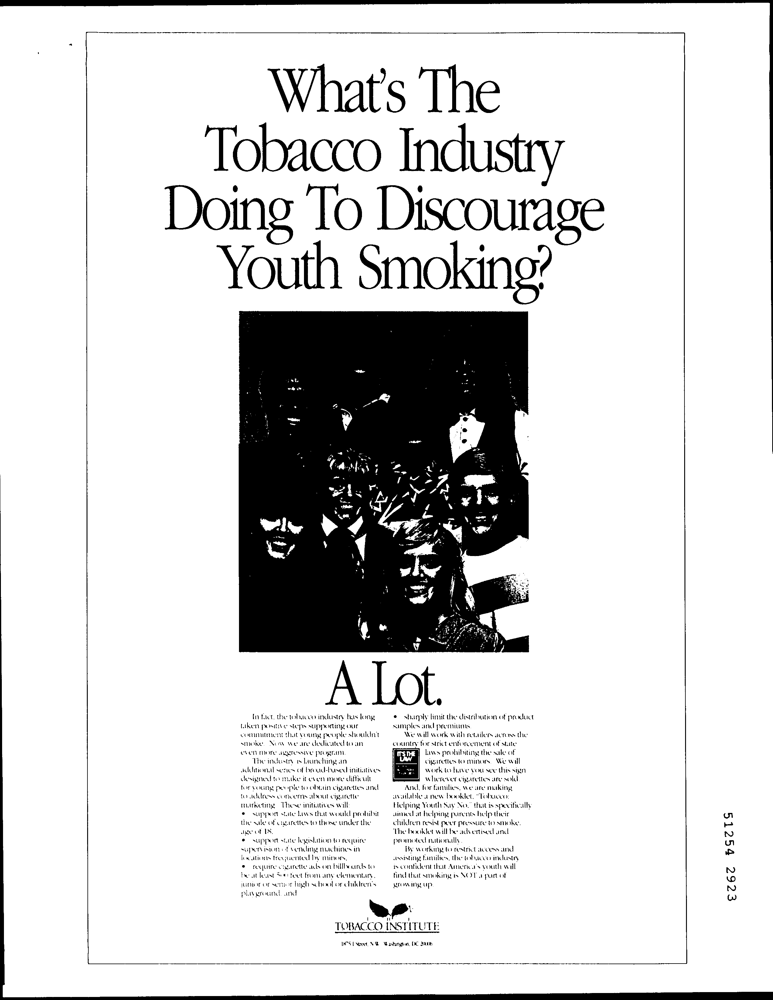 What's The
Tobacco Industry
Doing To Discourage
Youth Smoking?
A Lot.
In fact, the tobacco industry has long
taken positive steps supporting our
commitment that young people shouldn't
smoke. Now we are dedicated to an
even more aggressive program.
The industry is launching an
additional series of broad-based initiatives
designed to make it even more difficult
for young people to obtain cigarettes and
to address concerns about cigarette
marketing. These initiatives will:
• support state laws that would prohibit
the sale of cigarettes to those under the
age of 18,
• support state legislation to require
supervision of vending machines in
locations frequented by minors,
• require cigarette ads on billboards to
be at least 500 feet from any elementary,
junior or senior high school or children's
playground, and
• sharply limit the distribution of product
samples and premiums.
We will work with retailers across the
country for strict enforcement of state
laws prohibiting the sale of
cigarettes to minors. We will
work to have you see this sign
wherever cigarettes are sold.
IT'S THE
LAW
And, for families, we are making
available a new booklet, "Tobacco:
Helping Youth Say No," that is specifically
aimed at helping parents help their
children resist peer pressure to smoke.
The booklet will be advertised and
promoted nationally.
By working to restrict access and
assisting families, the tobacco industry
is confident that America's youth will
find that smoking is NOT a part of
growing up.
TOBACCO INSTITUTE
1875 I Street, N.W. Washington, DC 20006
51254 2923